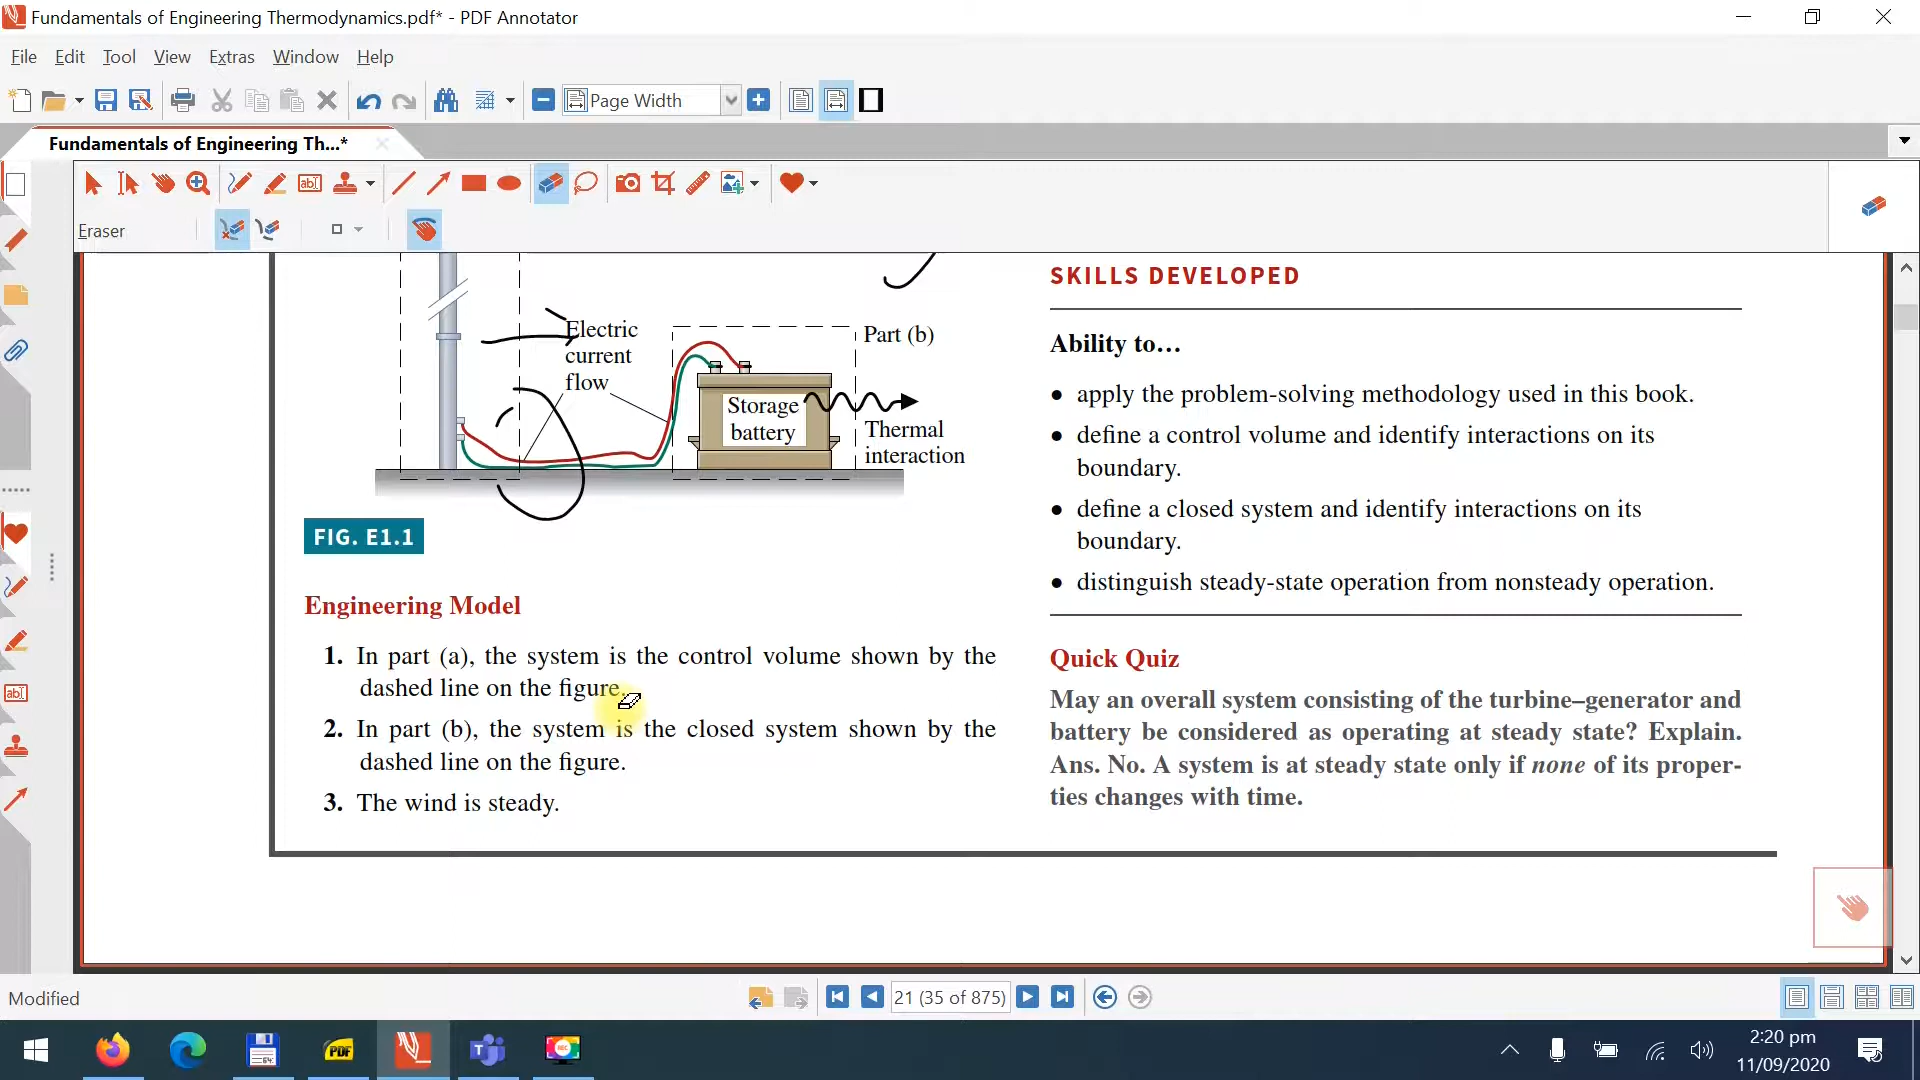 Fundamentals of Engineering Thermodynamics.pdf* - PDF Annotator
File Edit Tool View Extras Window Help
Page Width
Fundamentals of Engineering Th...*
Eraser
Electric
current
flow
Part (b)
Storage
battery
Thermal
interaction
FIG. E1.1
Engineering Model
1. In part (a), the system is the control volume shown by the
dashed line on the figure.
2. In part (b), the system is the closed system shown by the
dashed line on the figure.
3. The wind is steady.
SKILLS DEVELOPED
Ability to…
• apply the problem-solving methodology used in this book.
• define a control volume and identify interactions on its
boundary.
• define a closed system and identify interactions on its
boundary.
• distinguish steady-state operation from nonsteady operation.
Quick Quiz
May an overall system consisting of the turbine–generator and
battery be considered as operating at steady state? Explain.
Ans. No. A system is at steady state only if none of its proper-
ties changes with time.
Modified
21 (35 of 875)
PDF
2:20 pm
11/09/2020